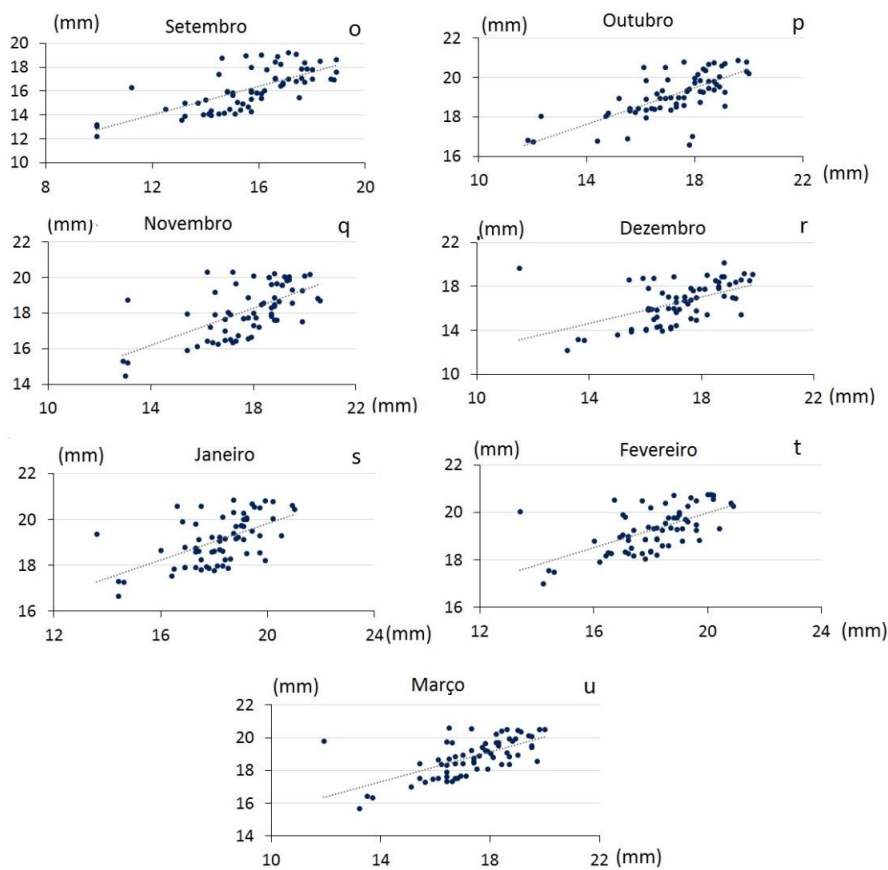 (mm) Setembro o
20
18
16
14
12
10
8 12 16 20 (mm)
(mm) Outubro p
22
20
18
16
10 14 18 22 (mm)
(mm) Novembro q
22
20
18
16
14
10 14 18 22 (mm)
(mm) Dezembro r
22
18
14
10
10 14 18 22 (mm)
(mm) Janeiro s
22
20
18
16
12 16 20 24 (mm)
(mm) Fevereiro t
22
20
18
16
12 16 20 24 (mm)
(mm) Março u
22
20
18
16
14
10 14 18 22 (mm)